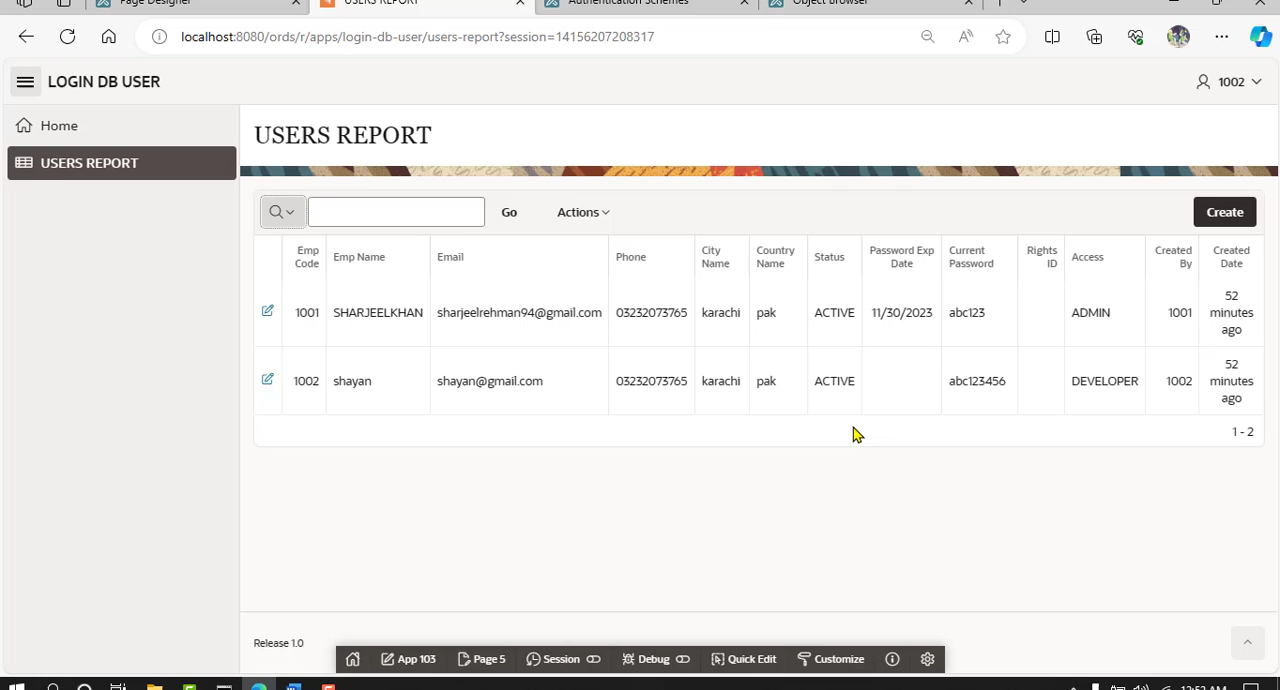 Page Designer USERS REPORT Authentication Schemes Object Browser
localhost:8080/ords/r/apps/login-db-user/users-report?session=14156207208317
LOGIN DB USER 1002
Home
USERS REPORT
USERS REPORT
Go Actions Create
Emp Code Emp Name Email Phone City Name Country Name Status Password Exp Date Current Password Rights ID Access Created By Created Date
1001 SHARJEELKHAN sharjeelrehman94@gmail.com 03232073765 karachi pak ACTIVE 11/30/2023 abc123 ADMIN 1001 52 minutes ago
1002 shayan shayan@gmail.com 03232073765 karachi pak ACTIVE abc123456 DEVELOPER 1002 52 minutes ago
1 - 2
Release 1.0
App 103 Page 5 Session Debug Quick Edit Customize
12:52 AM